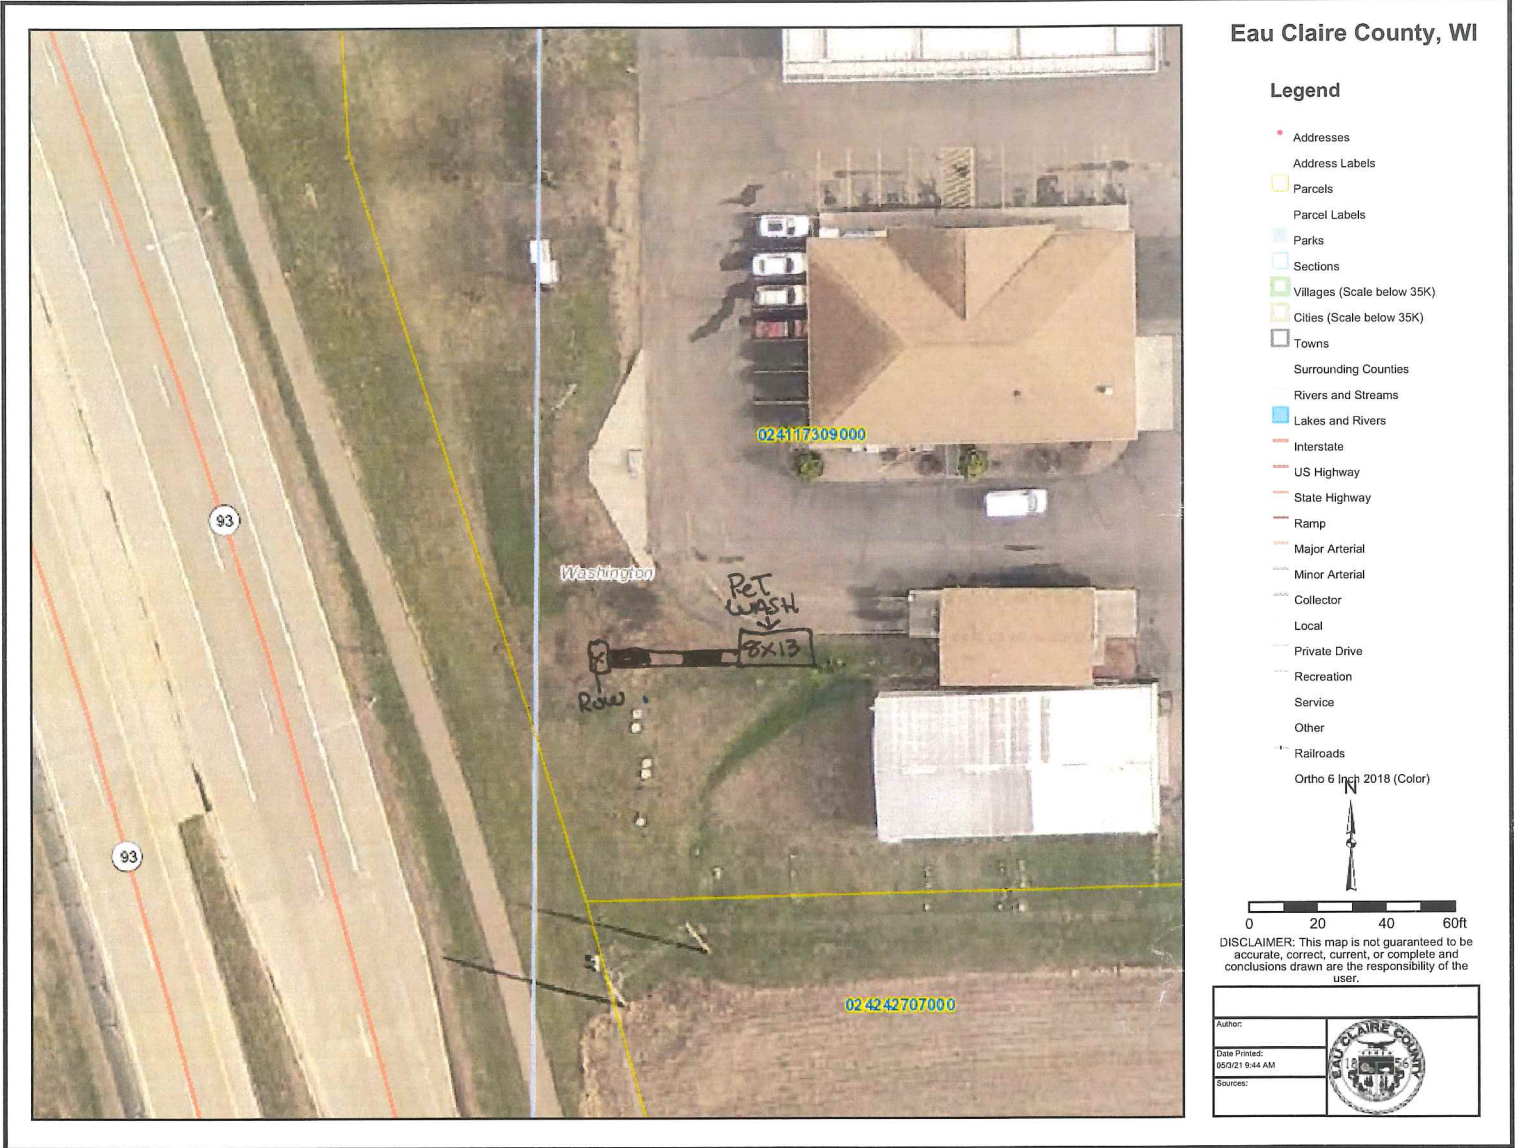 Eau Claire County, WI
Legend
Addresses
Address Labels
Parcels
Parcel Labels
Parks
Sections
Villages (Scale below 35K)
Cities (Scale below 35K)
Towns
Surrounding Counties
Rivers and Streams
Lakes and Rivers
Interstate
US Highway
State Highway
Ramp
Major Arterial
Minor Arterial
Collector
Local
Private Drive
Recreation
Service
Other
Railroads
Ortho 6 Inch 2018 (Color)
N
0 20 40 60ft
DISCLAIMER: This map is not guaranteed to be
accurate, correct, current, or complete and
conclusions drawn are the responsibility of the
user.
Author:
Date Printed:
05/3/21 9:44 AM
Sources:
EAU CLAIRE COUNTY
18 56
024117309000
93
Washington
PeT
WASH
8X13
X
Row
93
024242707000